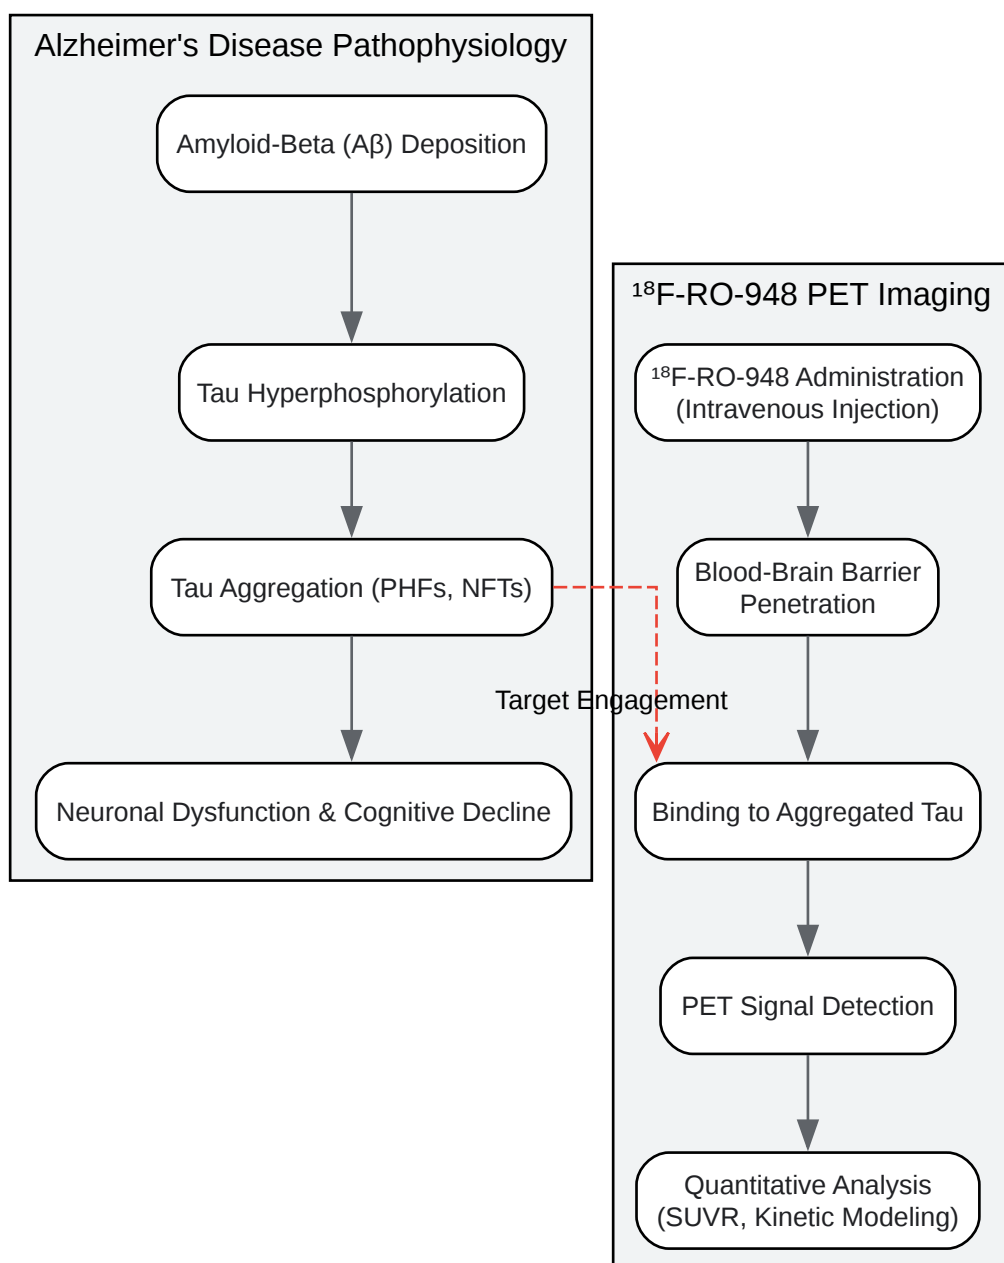 Alzheimer's Disease Pathophysiology
Amyloid-Beta (Aβ) Deposition
Tau Hyperphosphorylation
Tau Aggregation (PHFs, NFTs)
Neuronal Dysfunction & Cognitive Decline
Target Engagement
¹⁸F-RO-948 PET Imaging
¹⁸F-RO-948 Administration
(Intravenous Injection)
Blood-Brain Barrier
Penetration
Binding to Aggregated Tau
PET Signal Detection
Quantitative Analysis
(SUVR, Kinetic Modeling)